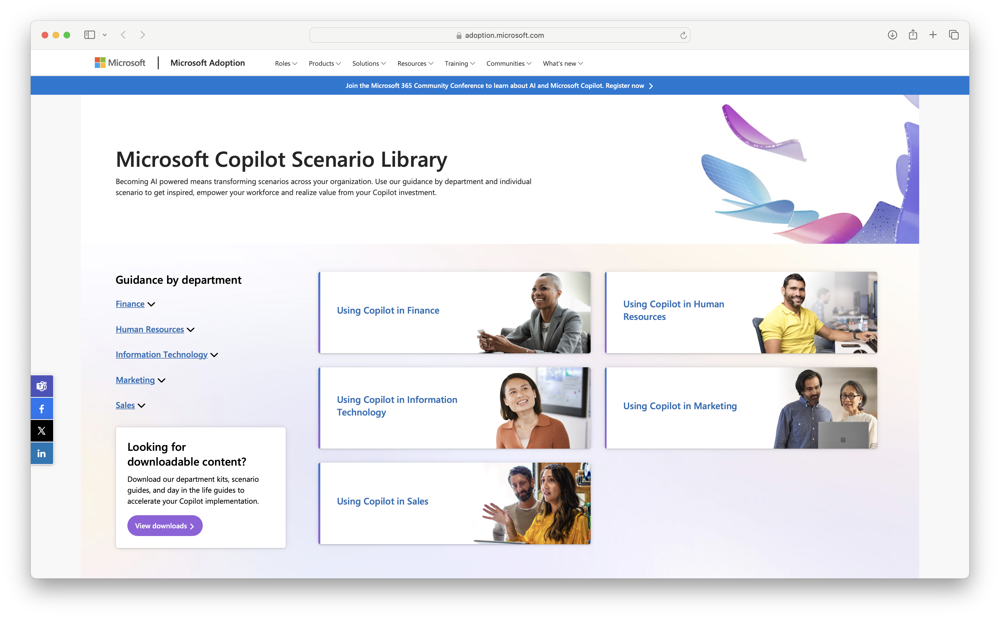 adoption.microsoft.com
Microsoft
Microsoft Adoption
Roles
Products
Solutions
Resources
Training
Communities
What's new
Join the Microsoft 365 Community Conference to learn about AI and Microsoft Copilot. Register now
Microsoft Copilot Scenario Library
Becoming AI powered means transforming scenarios across your organization. Use our guidance by department and individual
scenario to get inspired, empower your workforce and realize value from your Copilot investment.
Guidance by department
Finance
Human Resources
Information Technology
Marketing
Sales
Looking for
downloadable content?
Download our department kits, scenario
guides, and day in the life guides to
accelerate your Copilot implementation.
View downloads
Using Copilot in Finance
Using Copilot in Human
Resources
Using Copilot in Information
Technology
Using Copilot in Marketing
Using Copilot in Sales